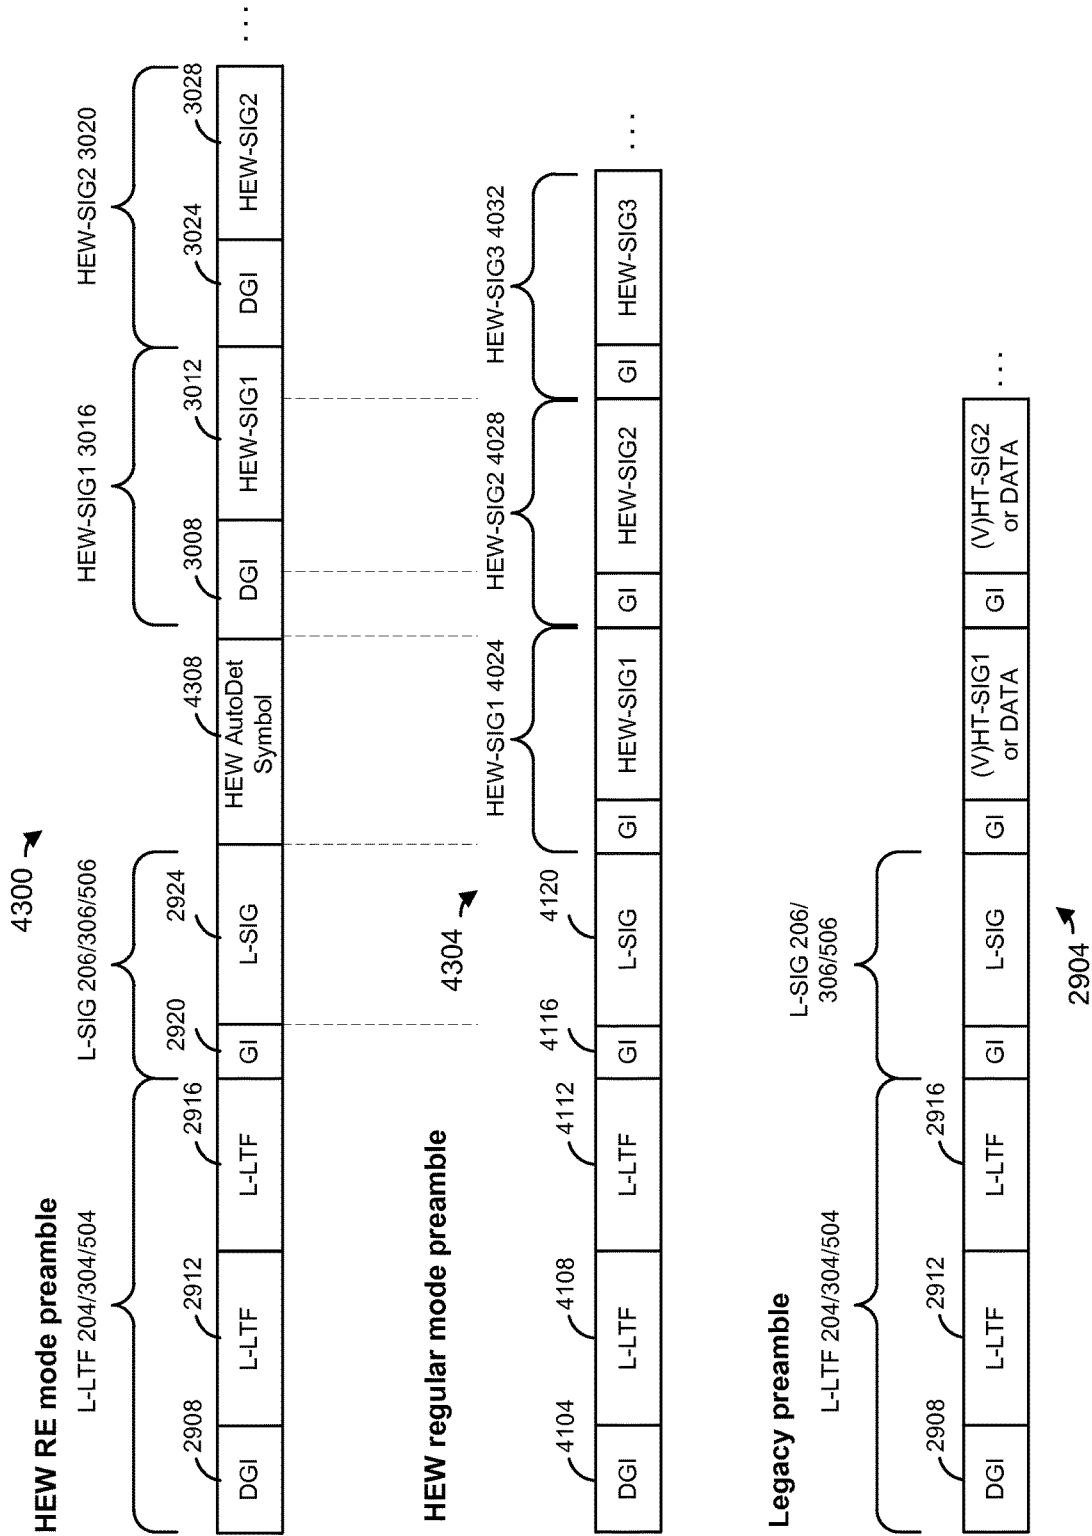 4300
HEW RE mode preamble
L-LTF 204/304/504
L-SIG 206/306/506
HEW-SIG1 3016
HEW-SIG2 3020
2908
2912
2916
2920
2924
4308
3008
3012
3024
3028
DGI
L-LTF
L-LTF
GI
L-SIG
HEW AutoDet
Symbol
DGI
HEW-SIG1
DGI
HEW-SIG2
...
HEW regular mode preamble
4304
HEW-SIG1 4024
HEW-SIG2 4028
HEW-SIG3 4032
4104
4108
4112
4116
4120
DGI
L-LTF
L-LTF
GI
L-SIG
GI
HEW-SIG1
GI
HEW-SIG2
GI
HEW-SIG3
...
Legacy preamble
L-LTF 204/304/504
L-SIG 206/
306/506
2908
2912
2916
DGI
L-LTF
L-LTF
GI
L-SIG
GI
(V)HT-SIG1
or DATA
GI
(V)HT-SIG2
or DATA
...
2904